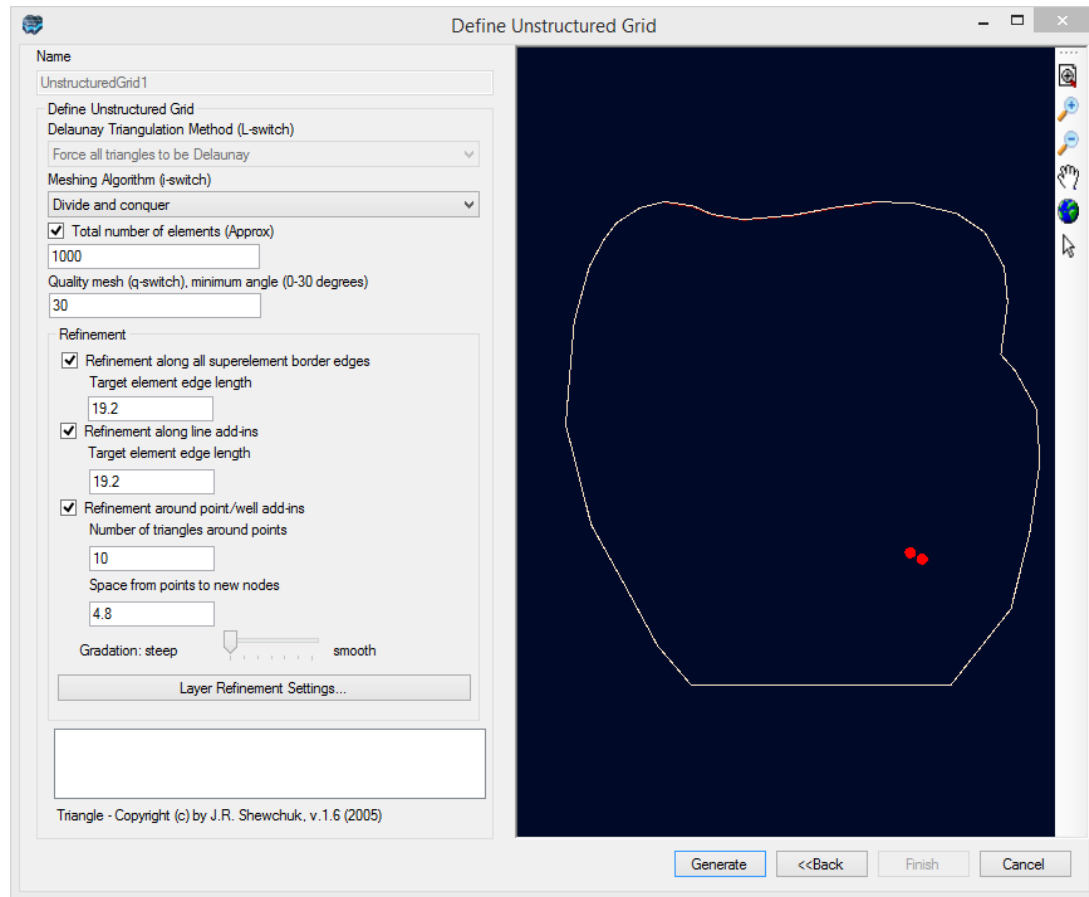 Define Unstructured Grid
Name
UnstructuredGrid1
Define Unstructured Grid
Delaunay Triangulation Method (L-switch)
Force all triangles to be Delaunay
Meshing Algorithm (i-switch)
Divide and conquer
Total number of elements (Approx)
1000
Quality mesh (q-switch), minimum angle (0-30 degrees)
30
Refinement
Refinement along all superelement border edges
Target element edge length
19.2
Refinement along line add-ins
Target element edge length
19.2
Refinement around point/well add-ins
Number of triangles around points
10
Space from points to new nodes
4.8
Gradation: steep smooth
Layer Refinement Settings...
Triangle - Copyright (c) by J.R. Shewchuk, v.1.6 (2005)
Generate <<Back Finish Cancel